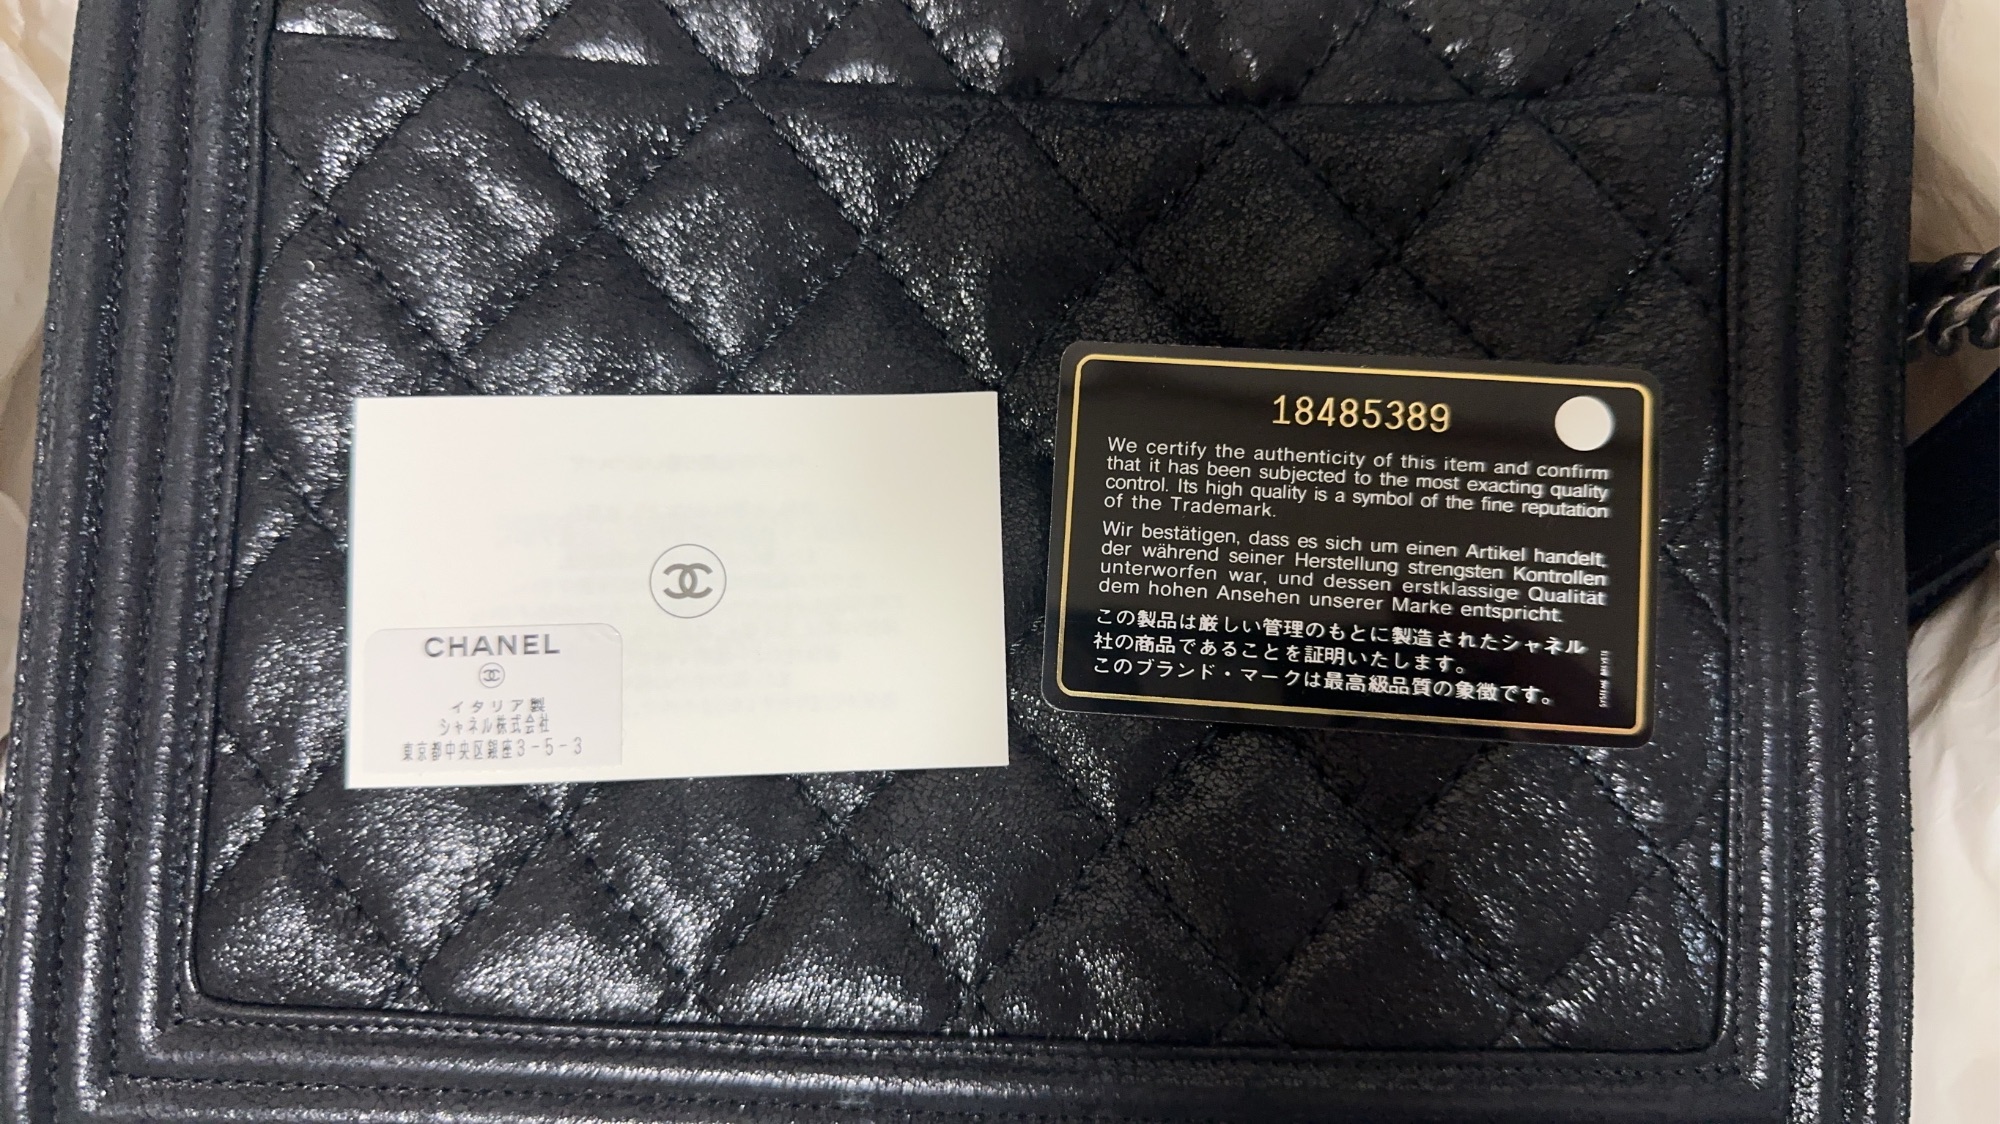 CHANEL
イタリア製
シャネル株式会社
東京都中央区銀座3-5-3
18485389
We certify the authenticity of this item and confirm
that it has been subjected to the most exacting quality
control. Its high quality is a symbol of the fine reputation
of the Trademark.
Wir bestätigen, dass es sich um einen Artikel handelt,
der während seiner Herstellung strengsten Kontrollen
unterworfen war, und dessen erstklassige Qualität
dem hohen Ansehen unserer Marke entspricht.
この製品は厳しい管理のもとに製造されたシャネル
社の商品であることを証明いたします。
このブランド・マークは最高級品質の象徴です。